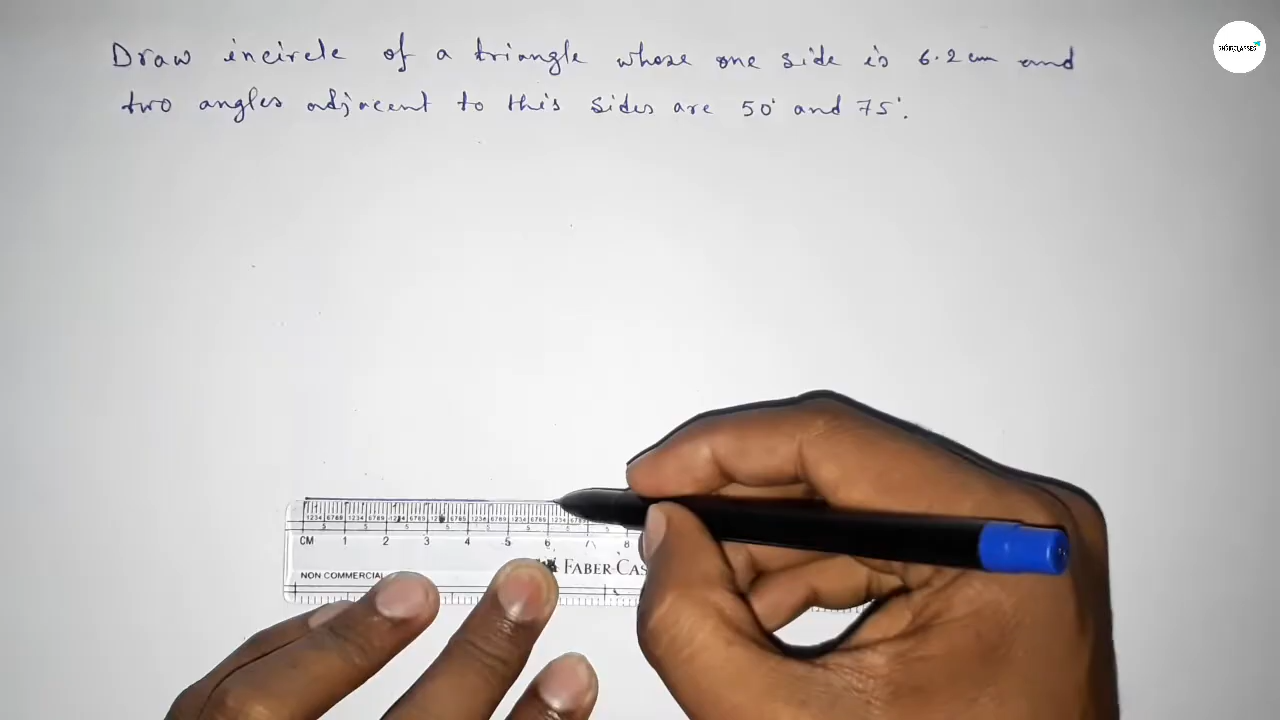 Draw incircle of a triangle whose one side is 6.2 cm and
two angles adjacent to this sides are 50° and 75°.
CM 1 2 3 4 5 6 7 8
FABER-CAS
NON COMMERCIAL